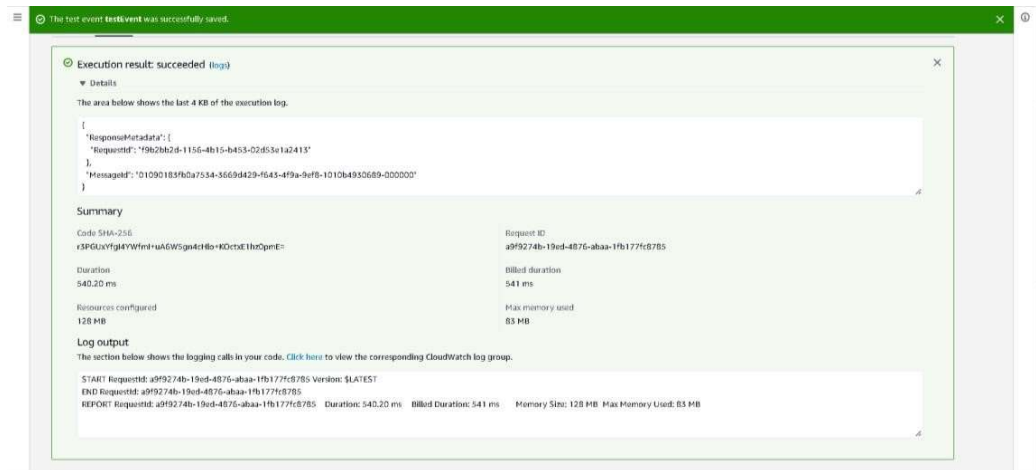 The test event testEvent was successfully saved.
Execution result: succeeded (logs)
Details
The area below shows the last 4 KB of the execution log.
{
"ResponseMetadata": {
"RequestId": "f9b2bb2d-1156-4b15-b453-02d53e1a2413"
},
"MessageId": "01090183fb0a7534-3669d429-f643-4f9a-9ef8-1010b4930689-000000"
}
Summary
Code SHA-256
Request ID
a9f9274b-19ed-4876-abaa-1fb177fc8785
Duration
Billed duration
540.20 ms
541 ms
Resources configured
Max memory used
128 MB
83 MB
Log output
The section below shows the logging calls in your code. Click here to view the corresponding CloudWatch log group.
START RequestId: a9f9274b-19ed-4876-abaa-1fb177fc8785 Version: $LATEST
END RequestId: a9f9274b-19ed-4876-abaa-1fb177fc8785
REPORT RequestId: a9f9274b-19ed-4876-abaa-1fb177fc8785 Duration: 540.20 ms Billed Duration: 541 ms Memory Size: 128 MB Max Memory Used: 83 MB